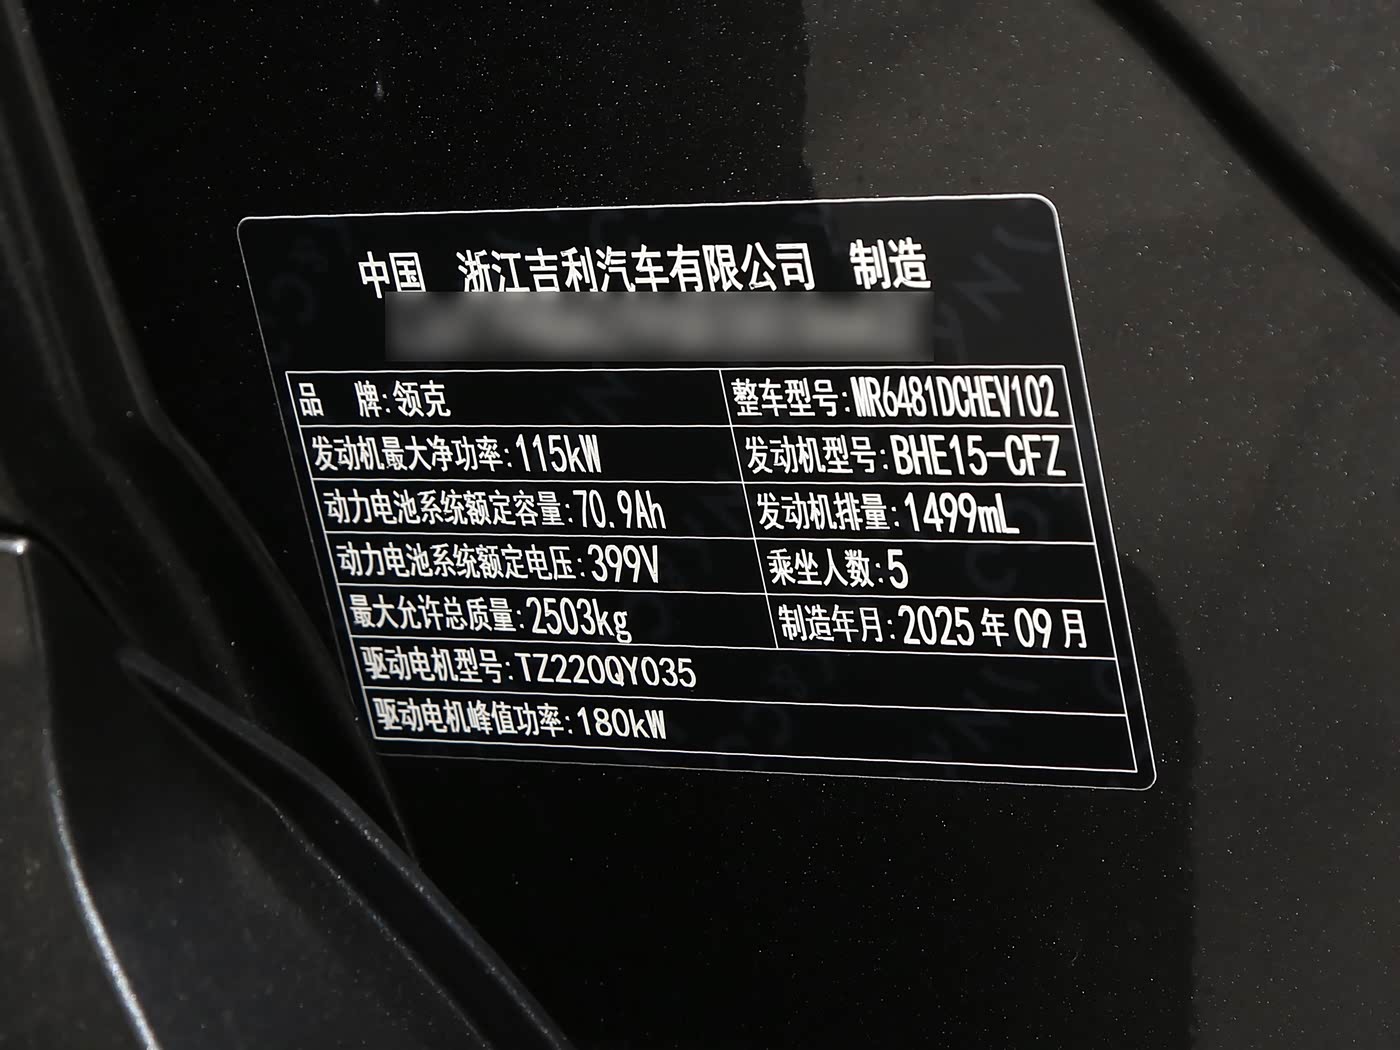 中国 浙江吉利汽车有限公司 制造
品 牌:领克 整车型号:MR6481DCHEV102
发动机最大净功率:115kW 发动机型号:BHE15-CFZ
动力电池系统额定容量:70.9Ah 发动机排量:1499mL
动力电池系统额定电压:399V 乘坐人数:5
最大允许总质量:2503kg 制造年月:2025年09月
驱动电机型号:TZ220QY035
驱动电机峰值功率:180kW